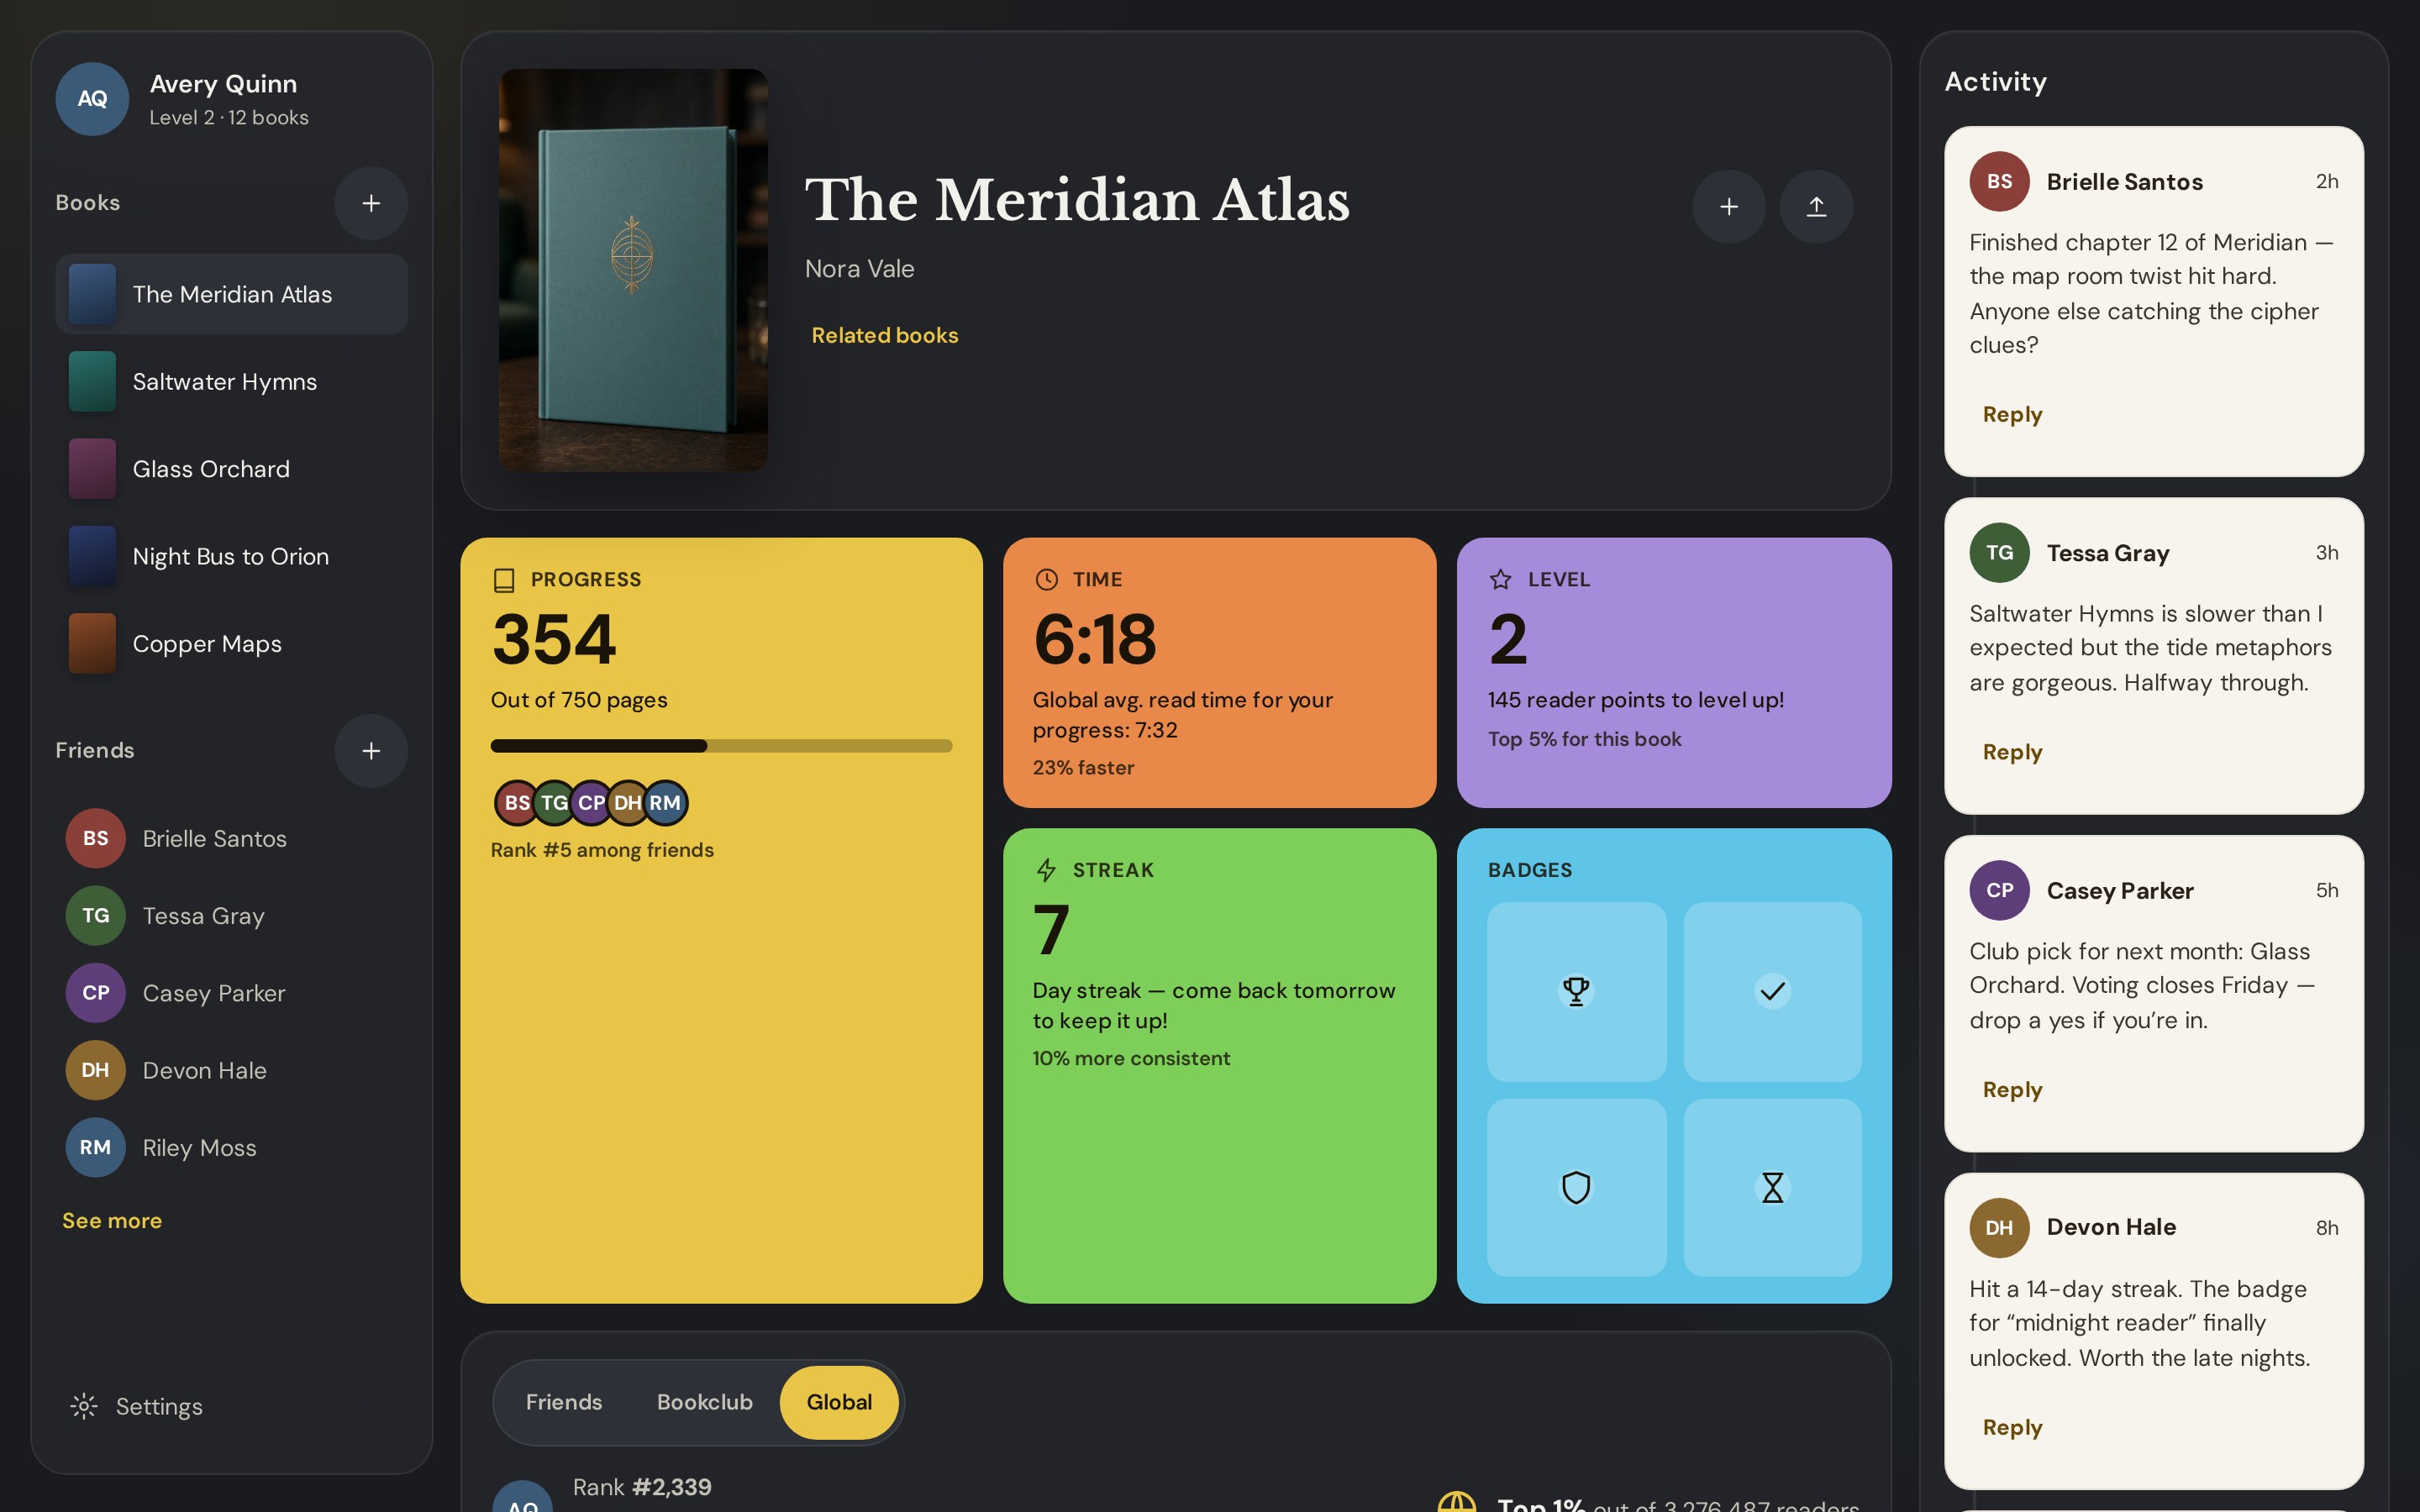 AQ
Avery Quinn
Level 2 · 12 books
Books
The Meridian Atlas
Saltwater Hymns
Glass Orchard
Night Bus to Orion
Copper Maps
Friends
BS Brielle Santos
TG Tessa Gray
CP Casey Parker
DH Devon Hale
RM Riley Moss
See more
Settings
The Meridian Atlas
Nora Vale
Related books
PROGRESS
354
Out of 750 pages
BS TG CP DH RM
Rank #5 among friends
TIME
6:18
Global avg. read time for your
progress: 7:32
23% faster
LEVEL
2
145 reader points to level up!
Top 5% for this book
STREAK
7
Day streak — come back tomorrow
to keep it up!
10% more consistent
BADGES
Friends Bookclub Global
AQ
Rank #2,339
Top 1% out of 3,276,487 readers
Activity
BS Brielle Santos 2h
Finished chapter 12 of Meridian —
the map room twist hit hard.
Anyone else catching the cipher
clues?
Reply
TG Tessa Gray 3h
Saltwater Hymns is slower than I
expected but the tide metaphors
are gorgeous. Halfway through.
Reply
CP Casey Parker 5h
Club pick for next month: Glass
Orchard. Voting closes Friday —
drop a yes if you’re in.
Reply
DH Devon Hale 8h
Hit a 14-day streak. The badge
for “midnight reader” finally
unlocked. Worth the late nights.
Reply